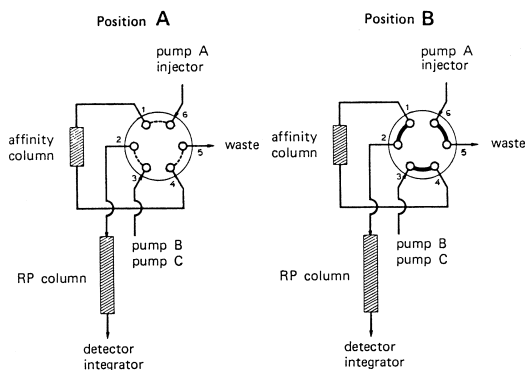 Position A
pump A
injector
1
6
affinity
column
2
5
waste
3
4
pump B
pump C
RP column
detector
integrator
Position B
pump A
injector
1
6
affinity
column
2
5
waste
3
4
pump B
pump C
RP column
detector
integrator